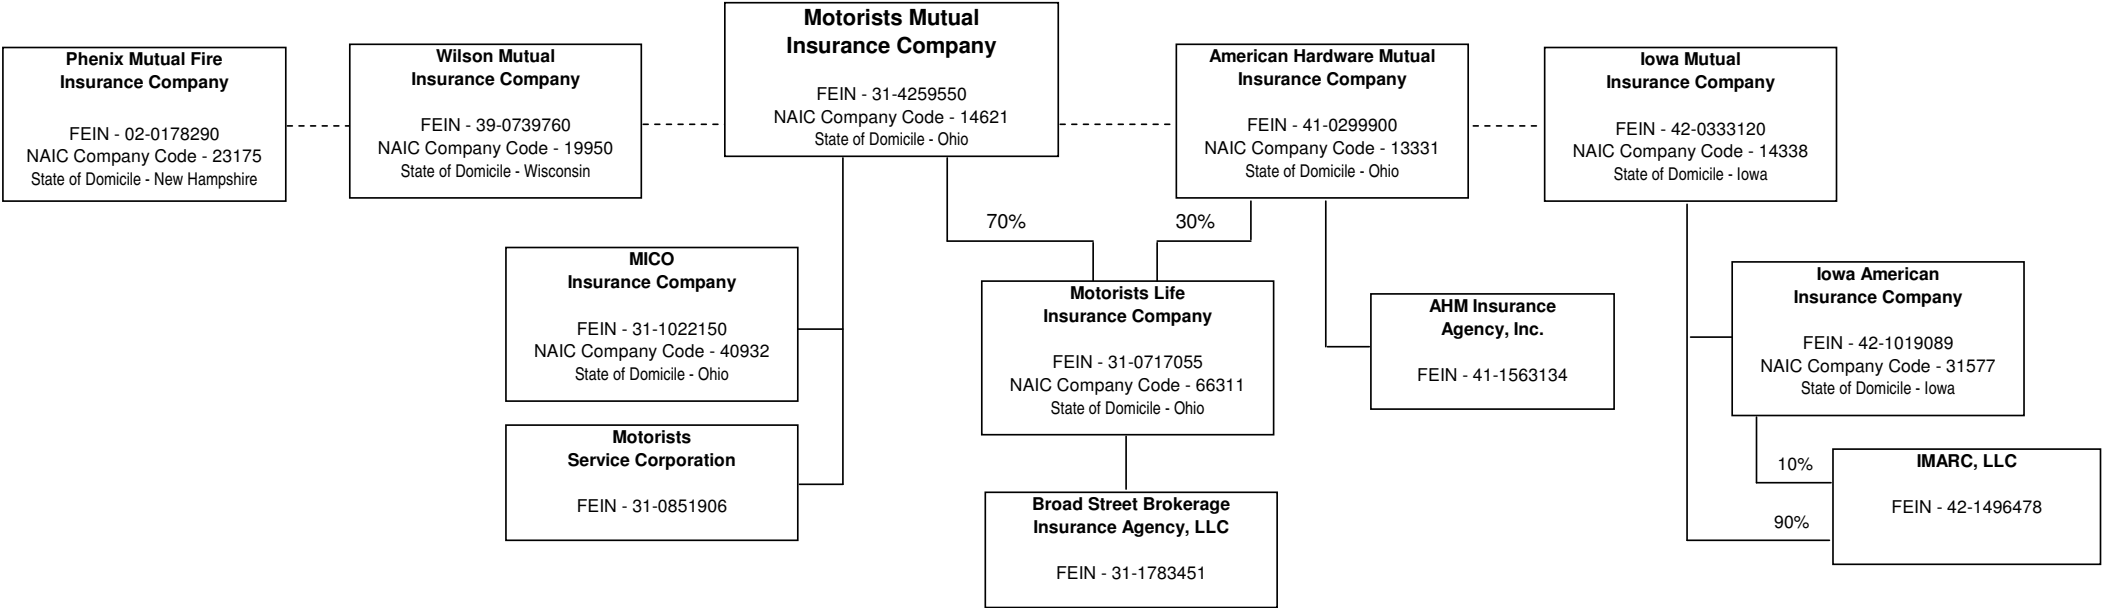 Phenix Mutual Fire
Insurance Company
FEIN - 02-0178290
NAIC Company Code - 23175
State of Domicile - New Hampshire
Wilson Mutual
Insurance Company
FEIN - 39-0739760
NAIC Company Code - 19950
State of Domicile - Wisconsin
Motorists Mutual
Insurance Company
FEIN - 31-4259550
NAIC Company Code - 14621
State of Domicile - Ohio
American Hardware Mutual
Insurance Company
FEIN - 41-0299900
NAIC Company Code - 13331
State of Domicile - Ohio
Iowa Mutual
Insurance Company
FEIN - 42-0333120
NAIC Company Code - 14338
State of Domicile - Iowa
70%
30%
MICO
Insurance Company
FEIN - 31-1022150
NAIC Company Code - 40932
State of Domicile - Ohio
Motorists Life
Insurance Company
FEIN - 31-0717055
NAIC Company Code - 66311
State of Domicile - Ohio
AHM Insurance
Agency, Inc.
FEIN - 41-1563134
Iowa American
Insurance Company
FEIN - 42-1019089
NAIC Company Code - 31577
State of Domicile - Iowa
Motorists
Service Corporation
FEIN - 31-0851906
Broad Street Brokerage
Insurance Agency, LLC
FEIN - 31-1783451
10%
90%
IMARC, LLC
FEIN - 42-1496478